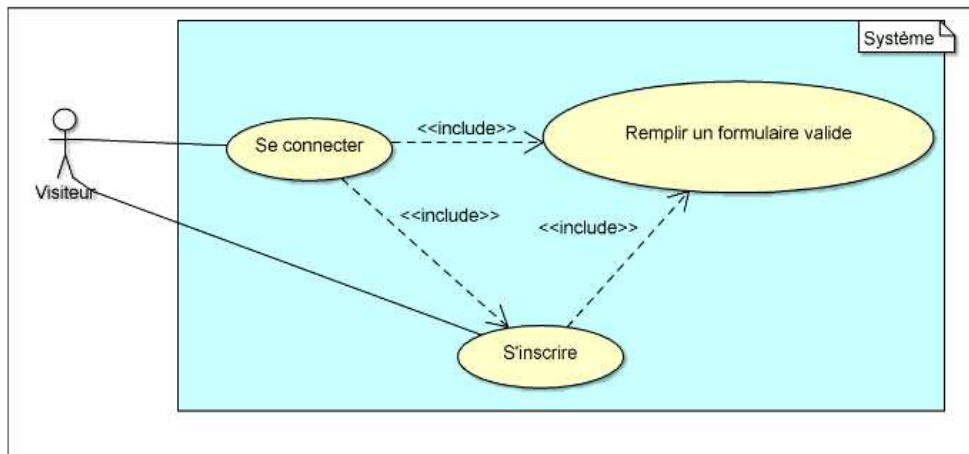 Système
<<include>>
Remplir un formulaire valide
Se connecter
Visiteur
<<include>>
<<include>>
S'inscrire